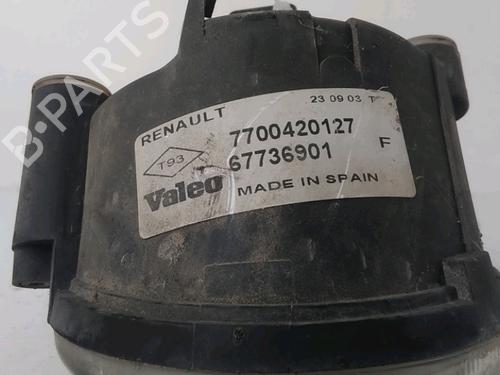 B-PARTS
RENAULT
23 09 03 T
7700420127
T93
67736901 F
Valeo
MADE IN SPAIN